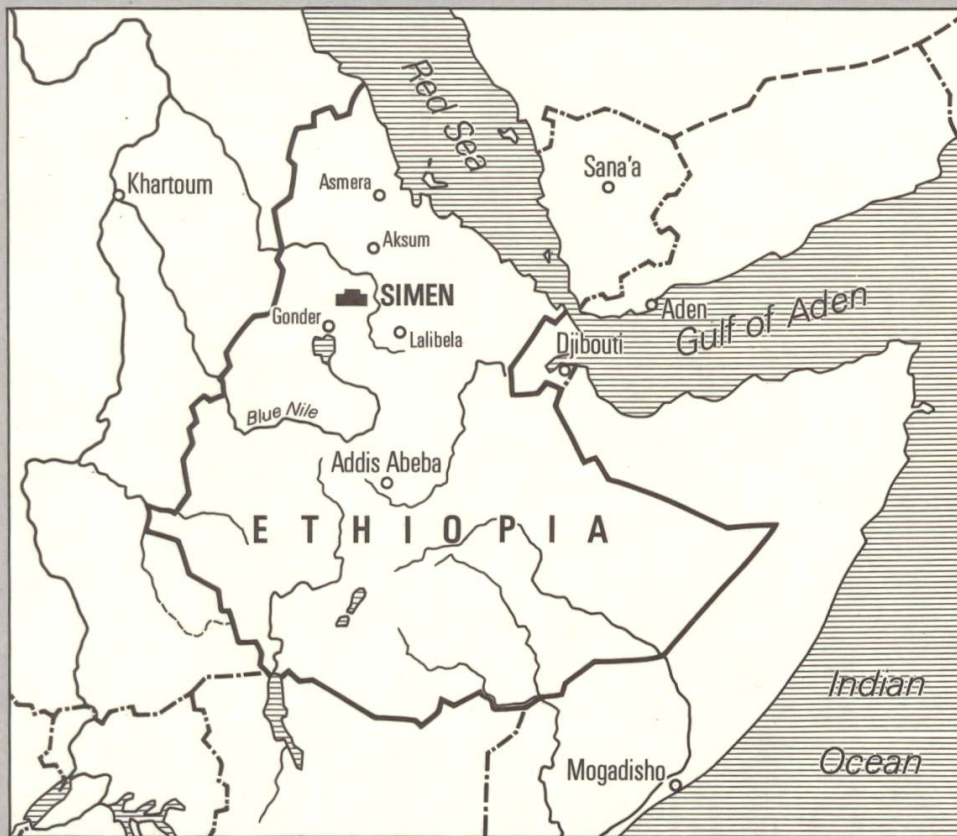 Red Sea
Sana'a
Khartoum
Asmera
Aksum
SIMEN
Gonder
Lalibela
Aden
Gulf of Aden
Djibouti
Blue Nile
Addis Abeba
ETHIOPIA
Indian
Ocean
Mogadisho